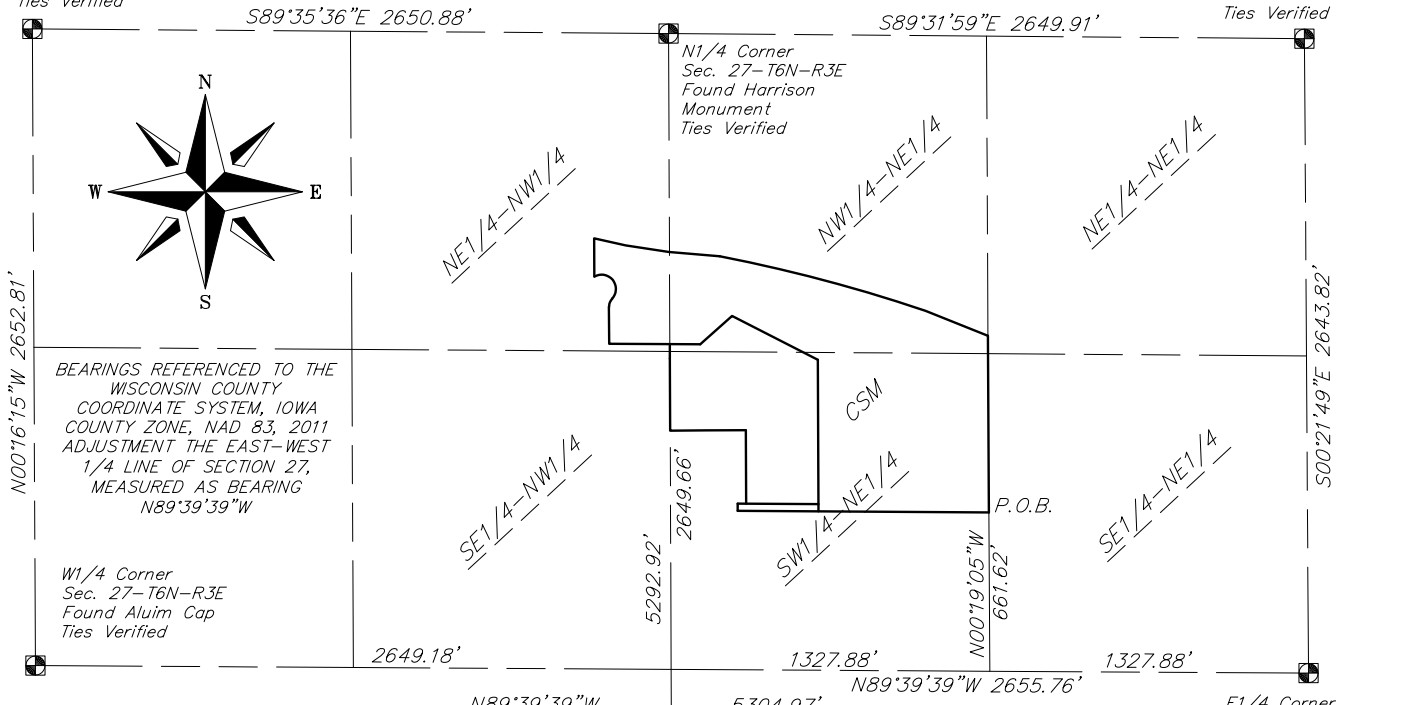 Ties Verified
S89°35'36"E 2650.88'
S89°31'59"E 2649.91'
Ties Verified
N1/4 Corner
Sec. 27-T6N-R3E
Found Harrison
Monument
Ties Verified
N
W
E
S
NE1/4-NW1/4
NW1/4-NE1/4
NE1/4-NE1/4
N00°16'15"W 2652.81'
S00°21'49"E 2643.82'
BEARINGS REFERENCED TO THE
WISCONSIN COUNTY
COORDINATE SYSTEM, IOWA
COUNTY ZONE, NAD 83, 2011
ADJUSTMENT THE EAST-WEST
1/4 LINE OF SECTION 27,
MEASURED AS BEARING
N89°39'39"W
CSM
SE1/4-NW1/4
2649.66'
5292.92'
SW1/4-NE1/4
P.O.B.
N00°19'05"W
661.62'
SE1/4-NE1/4
W1/4 Corner
Sec. 27-T6N-R3E
Found Aluim Cap
Ties Verified
2649.18'
1327.88'
1327.88'
N89°39'39"W 2655.76'
N89°39'39"W
5304.97'
E1/4 Corner